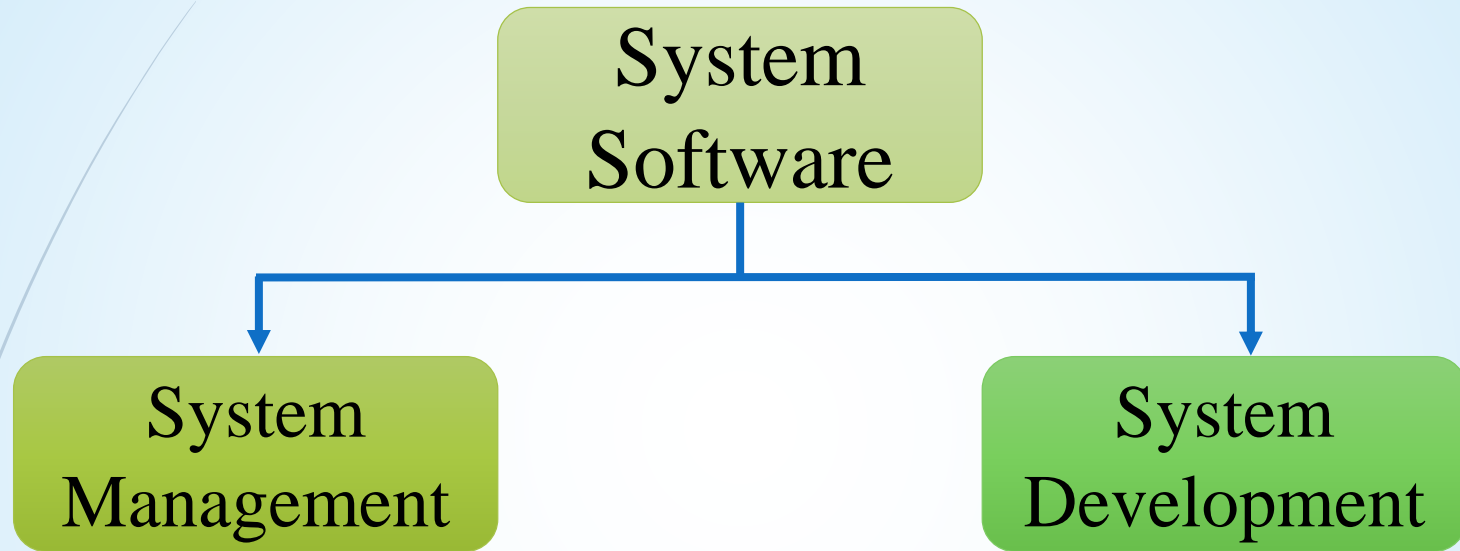 System
Software
System
Management
System
Development